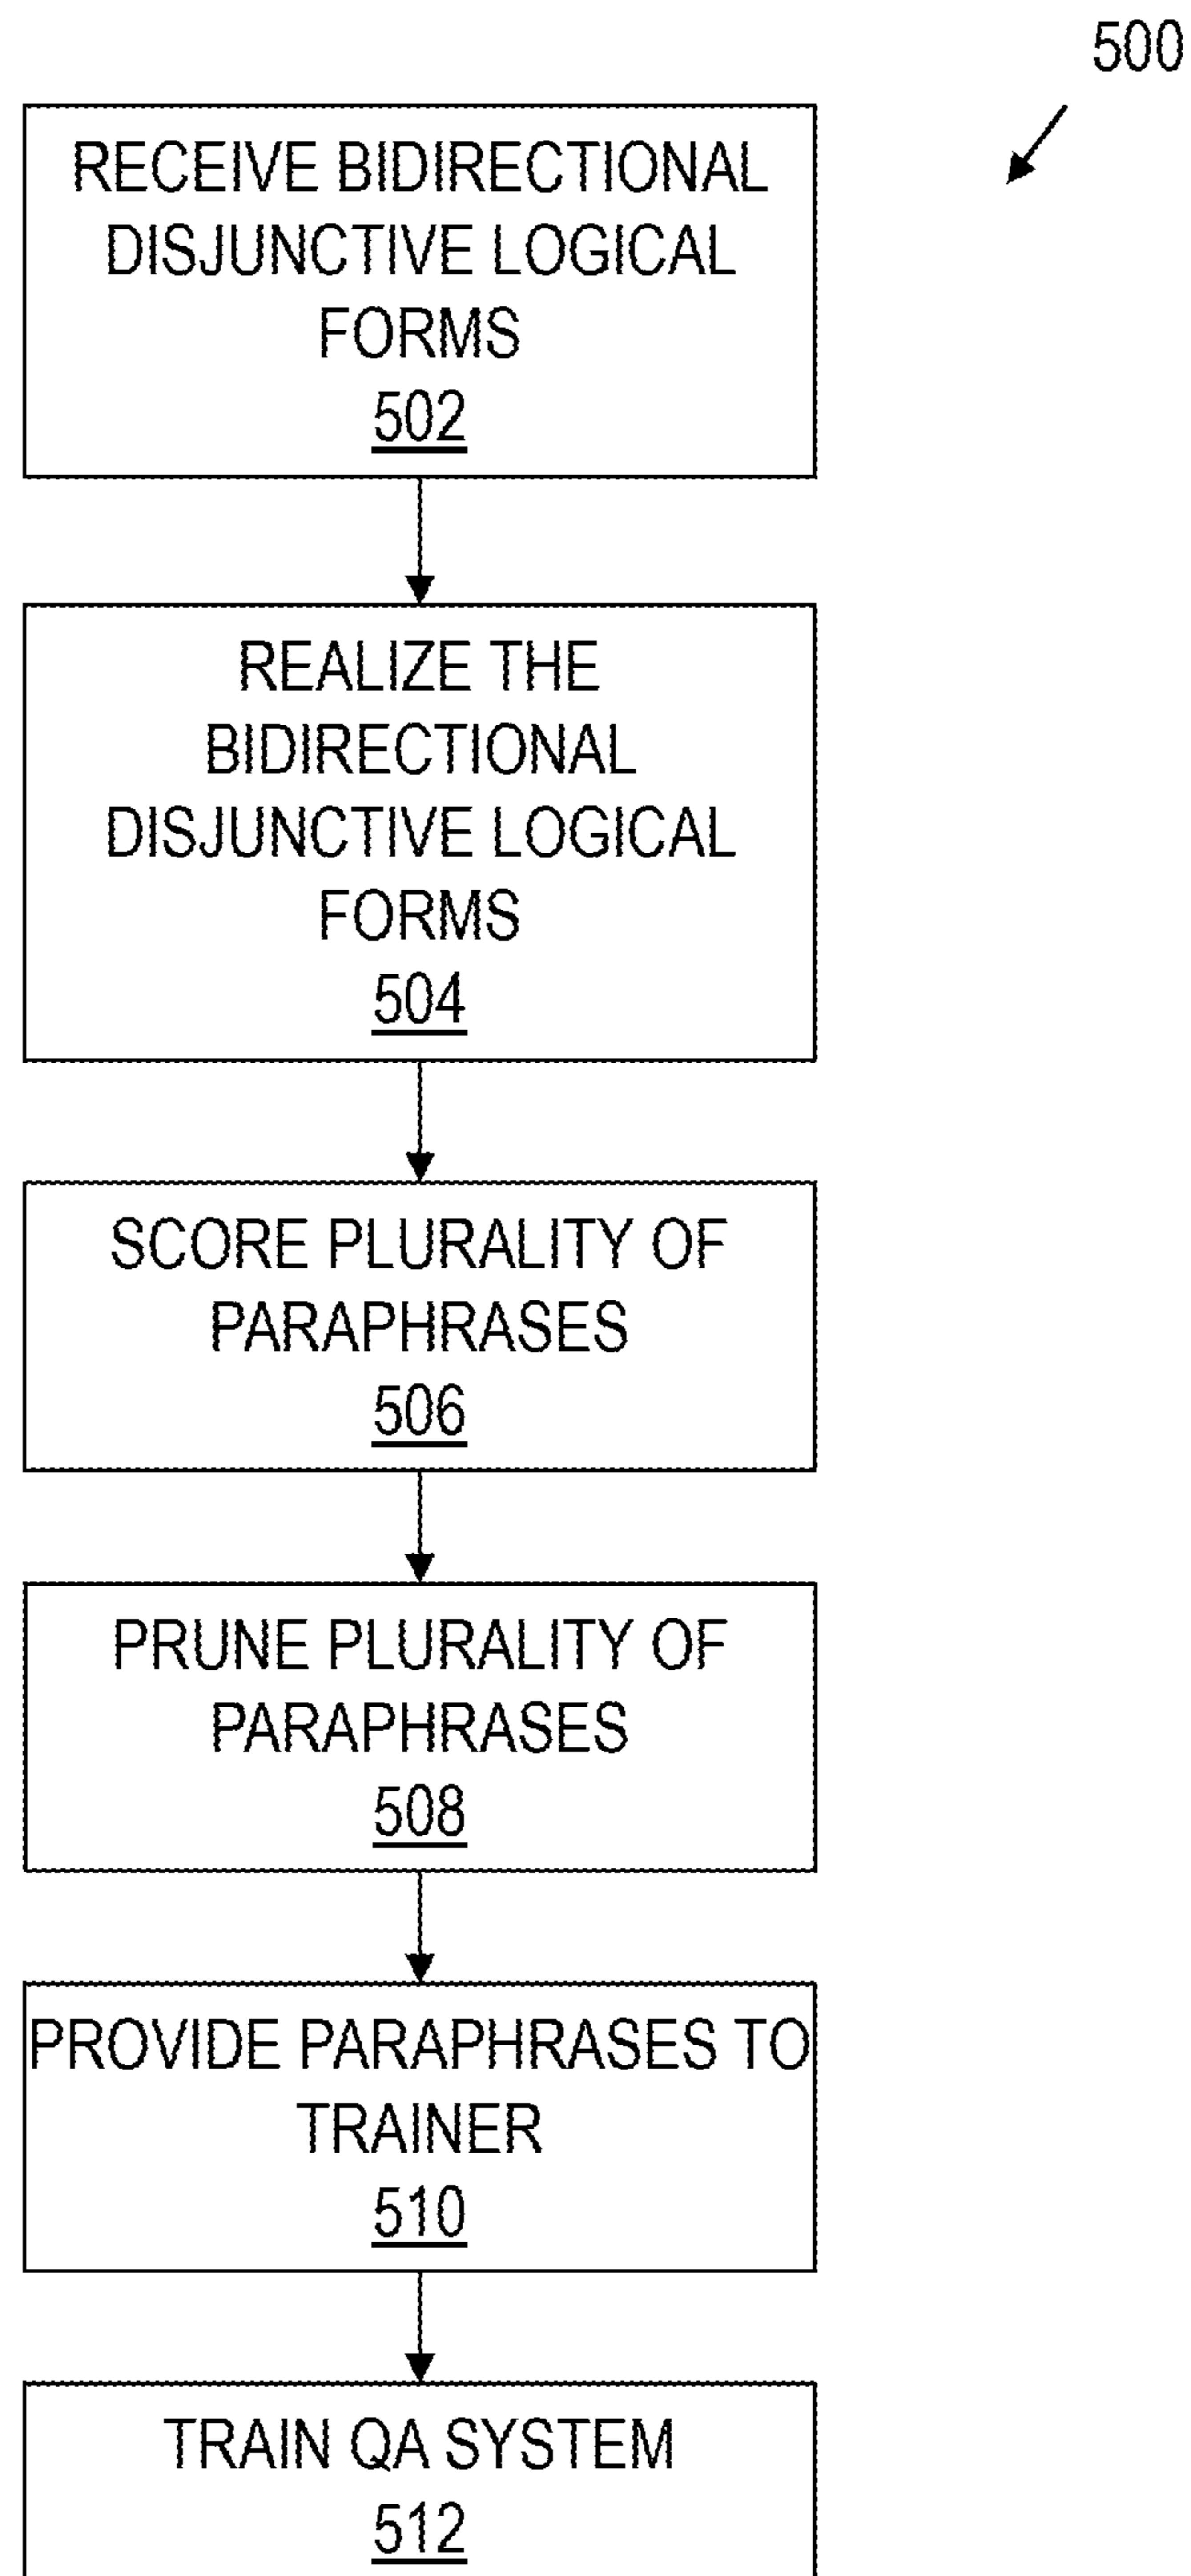 500
RECEIVE BIDIRECTIONAL
DISJUNCTIVE LOGICAL
FORMS
502
REALIZE THE
BIDIRECTIONAL
DISJUNCTIVE LOGICAL
FORMS
504
SCORE PLURALITY OF
PARAPHRASES
506
PRUNE PLURALITY OF
PARAPHRASES
508
PROVIDE PARAPHRASES TO
TRAINER
510
TRAIN QA SYSTEM
512